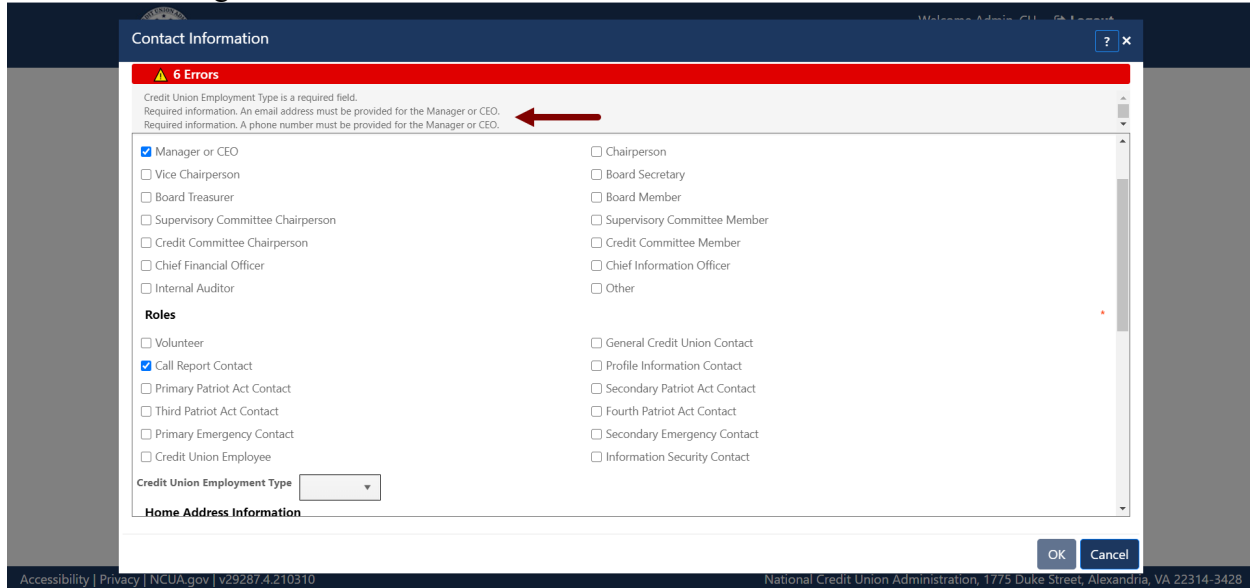 Welcome Admin, CU Logout
Contact Information
? ×
6 Errors
Credit Union Employment Type is a required field.
Required information. An email address must be provided for the Manager or CEO.
Required information. A phone number must be provided for the Manager or CEO.
Manager or CEO Chairperson
Vice Chairperson Board Secretary
Board Treasurer Board Member
Supervisory Committee Chairperson Supervisory Committee Member
Credit Committee Chairperson Credit Committee Member
Chief Financial Officer Chief Information Officer
Internal Auditor Other
Roles *
Volunteer General Credit Union Contact
Call Report Contact Profile Information Contact
Primary Patriot Act Contact Secondary Patriot Act Contact
Third Patriot Act Contact Fourth Patriot Act Contact
Primary Emergency Contact Secondary Emergency Contact
Credit Union Employee Information Security Contact
Credit Union Employment Type
Home Address Information
OK Cancel
Accessibility | Privacy | NCUA.gov | v29287.4.210310 National Credit Union Administration, 1775 Duke Street, Alexandria, VA 22314-3428